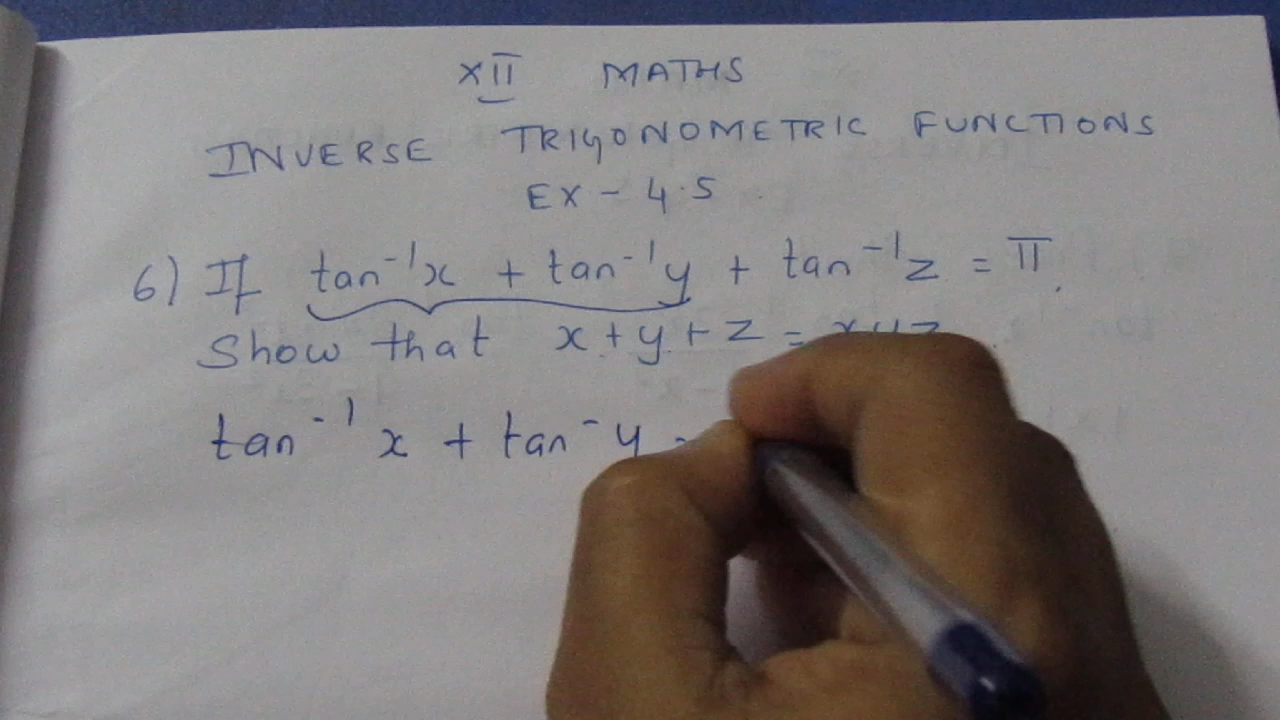 XII MATHS
INVERSE TRIGONOMETRIC FUNCTIONS
EX - 4.5
6) If tan⁻¹x + tan⁻¹y + tan⁻¹z = π.
Show that x + y + z = xyz
tan⁻¹ x + tan⁻ y